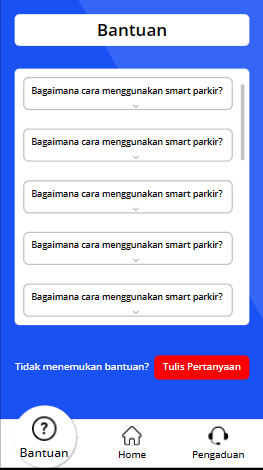 Bantuan
Bagaimana cara menggunakan smart parkir?
Bagaimana cara menggunakan smart parkir?
Bagaimana cara menggunakan smart parkir?
Bagaimana cara menggunakan smart parkir?
Bagaimana cara menggunakan smart parkir?
Tidak menemukan bantuan? Tulis Pertanyaan
Bantuan Home Pengaduan